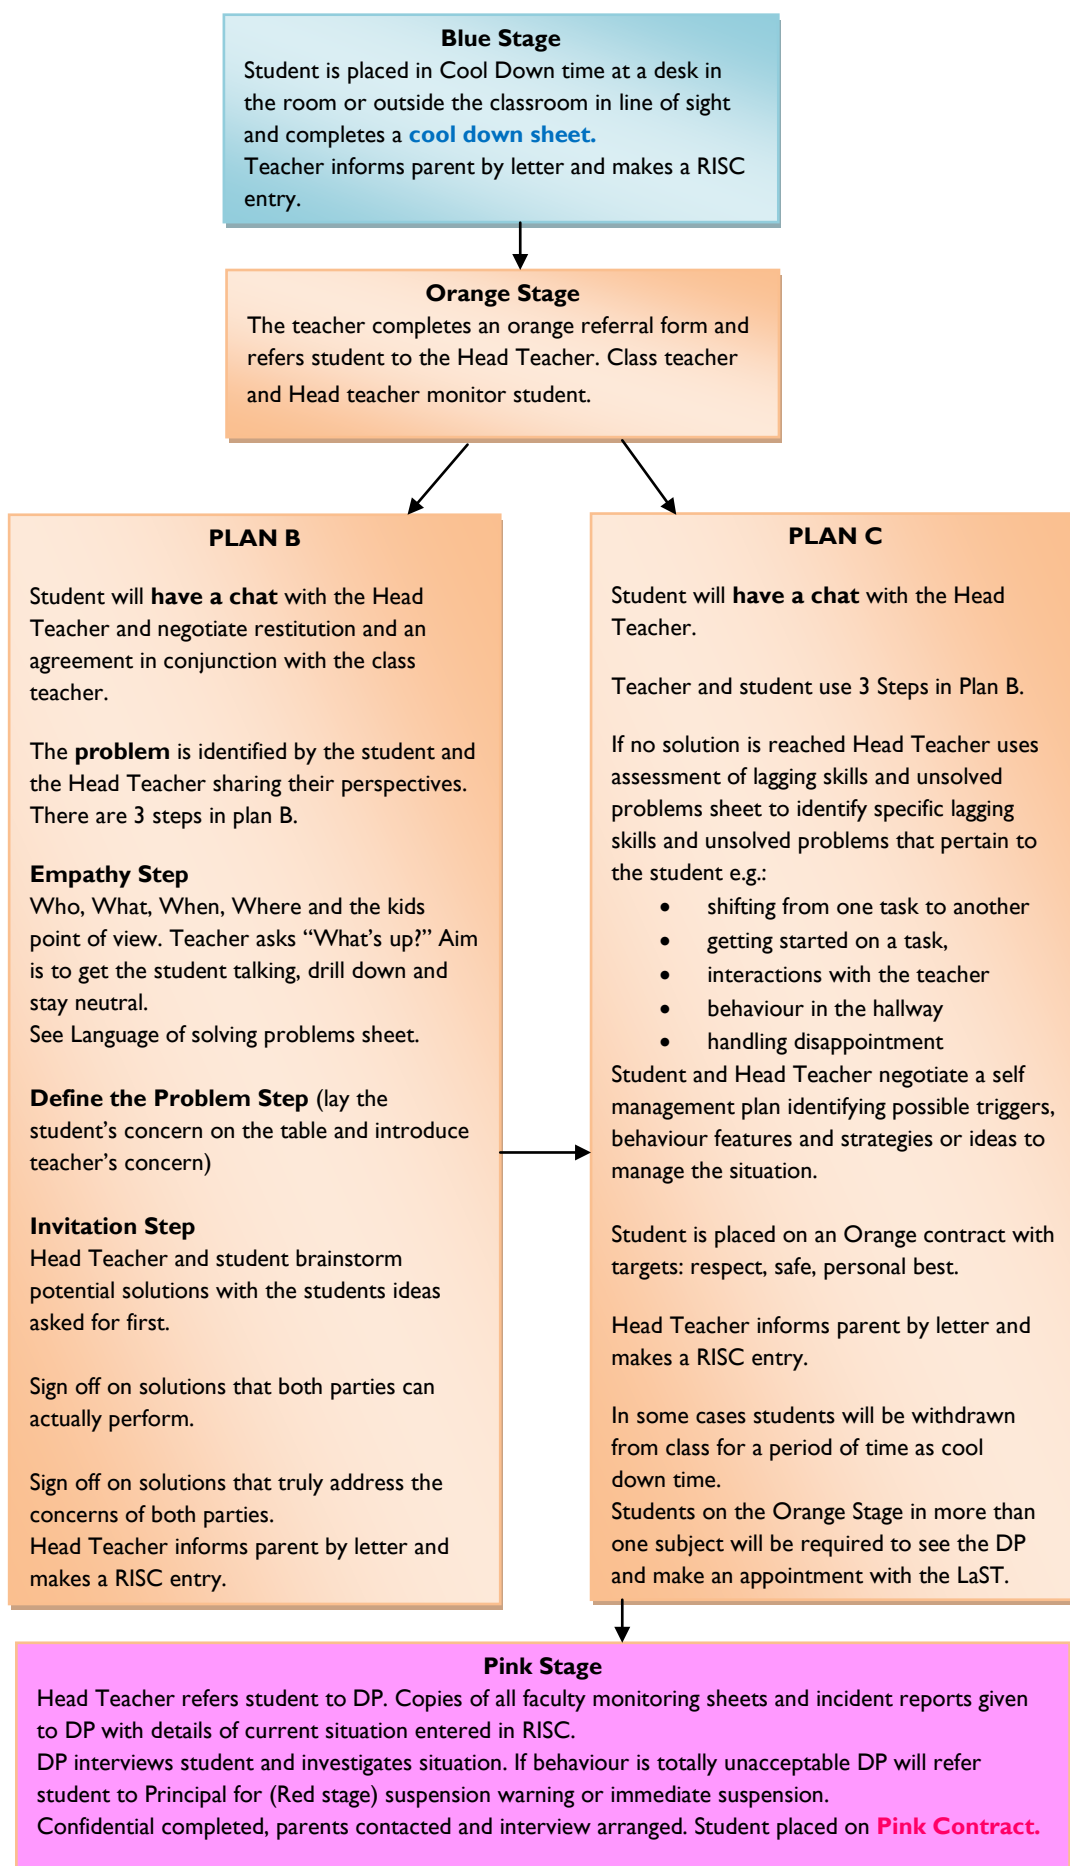 Blue Stage
Student is placed in Cool Down time at a desk in
the room or outside the classroom in line of sight
and completes a cool down sheet.
Teacher informs parent by letter and makes a RISC
entry.
Orange Stage
The teacher completes an orange referral form and
refers student to the Head Teacher. Class teacher
and Head teacher monitor student.
PLAN B
Student will have a chat with the Head
Teacher and negotiate restitution and an
agreement in conjunction with the class
teacher.
The problem is identified by the student and
the Head Teacher sharing their perspectives.
There are 3 steps in plan B.
Empathy Step
Who, What, When, Where and the kids
point of view. Teacher asks “What’s up?” Aim
is to get the student talking, drill down and
stay neutral.
See Language of solving problems sheet.
Define the Problem Step (lay the
student’s concern on the table and introduce
teacher’s concern)
Invitation Step
Head Teacher and student brainstorm
potential solutions with the students ideas
asked for first.
Sign off on solutions that both parties can
actually perform.
Sign off on solutions that truly address the
concerns of both parties.
Head Teacher informs parent by letter and
makes a RISC entry.
PLAN C
Student will have a chat with the Head
Teacher.
Teacher and student use 3 Steps in Plan B.
If no solution is reached Head Teacher uses
assessment of lagging skills and unsolved
problems sheet to identify specific lagging
skills and unsolved problems that pertain to
the student e.g.:
• shifting from one task to another
• getting started on a task,
• interactions with the teacher
• behaviour in the hallway
• handling disappointment
Student and Head Teacher negotiate a self
management plan identifying possible triggers,
behaviour features and strategies or ideas to
manage the situation.
Student is placed on an Orange contract with
targets: respect, safe, personal best.
Head Teacher informs parent by letter and
makes a RISC entry.
In some cases students will be withdrawn
from class for a period of time as cool
down time.
Students on the Orange Stage in more than
one subject will be required to see the DP
and make an appointment with the LaST.
Pink Stage
Head Teacher refers student to DP. Copies of all faculty monitoring sheets and incident reports given
to DP with details of current situation entered in RISC.
DP interviews student and investigates situation. If behaviour is totally unacceptable DP will refer
student to Principal for (Red stage) suspension warning or immediate suspension.
Confidential completed, parents contacted and interview arranged. Student placed on Pink Contract.